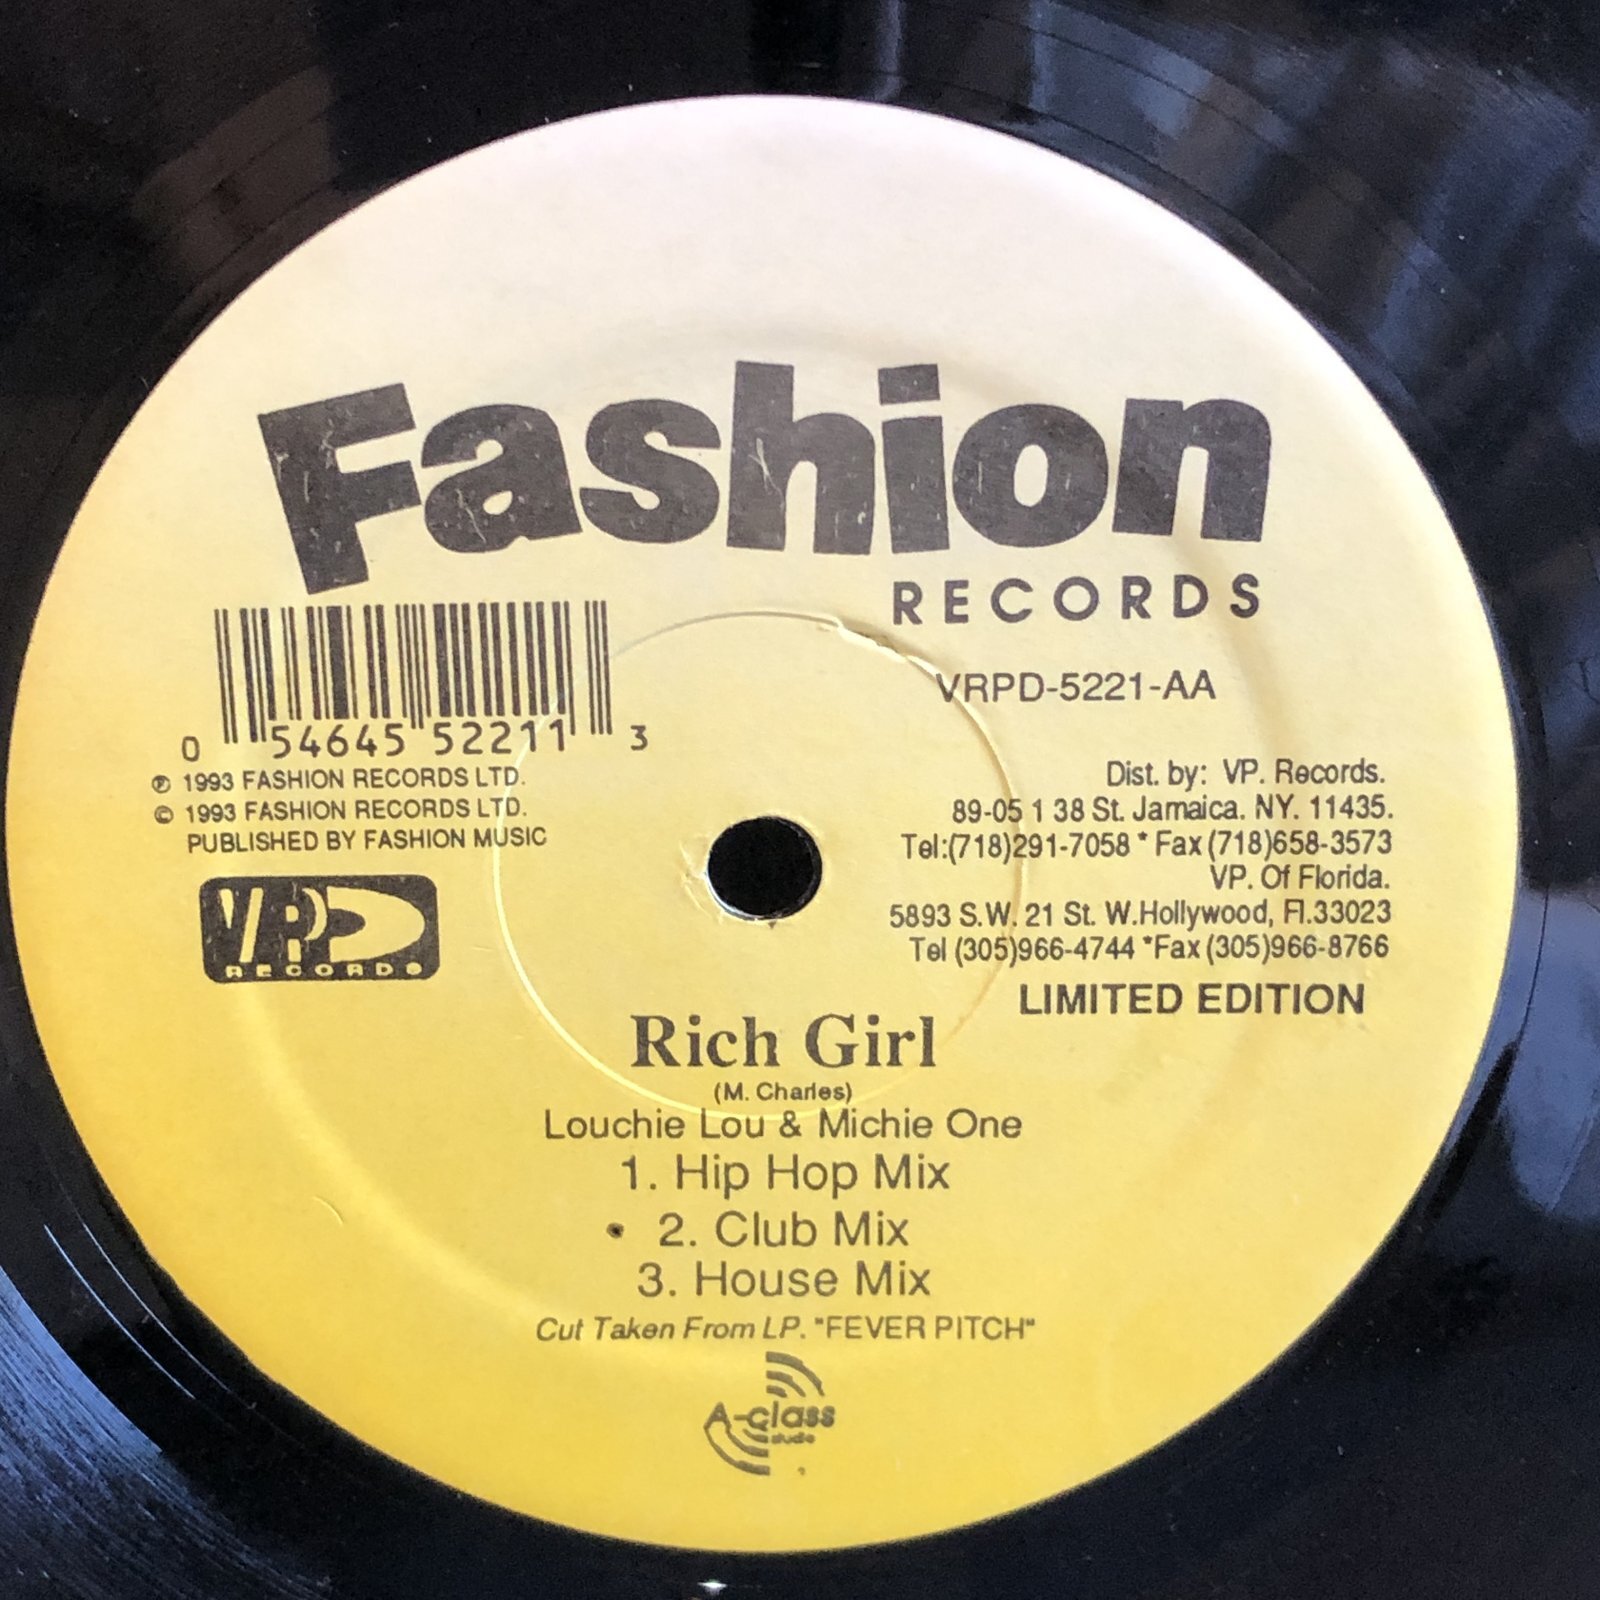 Fashion
RECORDS
VRPD-5221-AA
0 54645 52211 3
℗ 1993 FASHION RECORDS LTD.
© 1993 FASHION RECORDS LTD.
PUBLISHED BY FASHION MUSIC
VP RECORDS
Dist. by: VP. Records.
89-05 1 38 St. Jamaica. NY. 11435.
Tel:(718)291-7058 * Fax (718)658-3573
VP. Of Florida.
5893 S.W. 21 St. W.Hollywood, Fl.33023
Tel (305)966-4744 *Fax (305)966-8766
LIMITED EDITION
Rich Girl
(M. Charles)
Louchie Lou & Michie One
1. Hip Hop Mix
• 2. Club Mix
3. House Mix
Cut Taken From LP. "FEVER PITCH"
A-class
studio